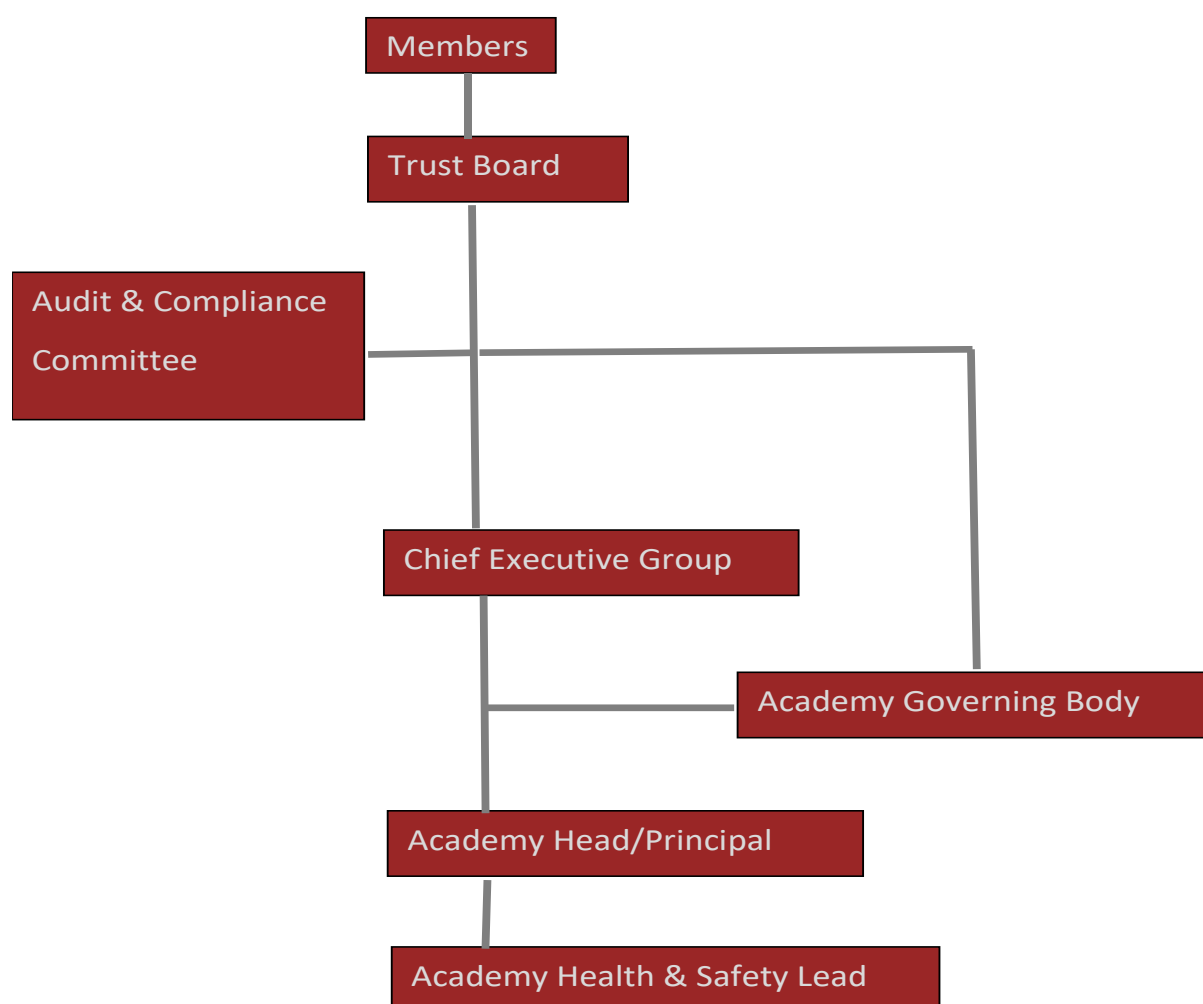 Members
Trust Board
Audit & Compliance
Committee
Chief Executive Group
Academy Governing Body
Academy Head/Principal
Academy Health & Safety Lead